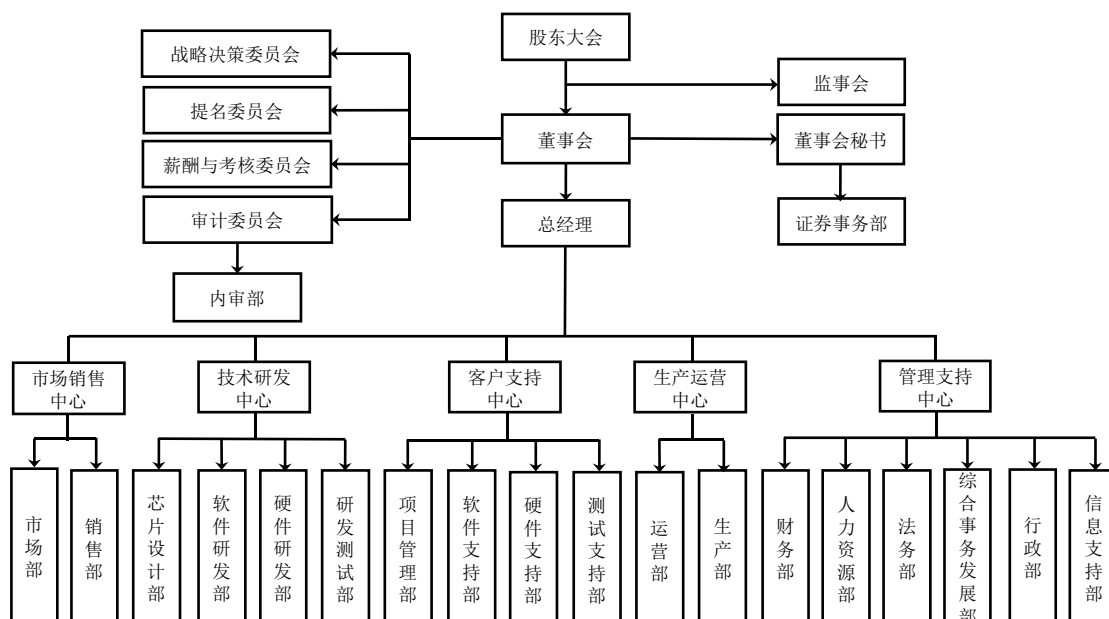 股东大会
战略决策委员会
监事会
提名委员会
董事会
董事会秘书
薪酬与考核委员会
审计委员会
总经理
证券事务部
内审部
市场销售
中心
技术研发
中心
客户支持
中心
生产运营
中心
管理支持
中心
市场部
销售部
芯片设计部
软件研发部
硬件研发部
研发测试部
项目管理部
软件支持部
硬件支持部
测试支持部
运营部
生产部
财务部
人力资源部
法务部
综合事务发展部
行政部
信息支持部